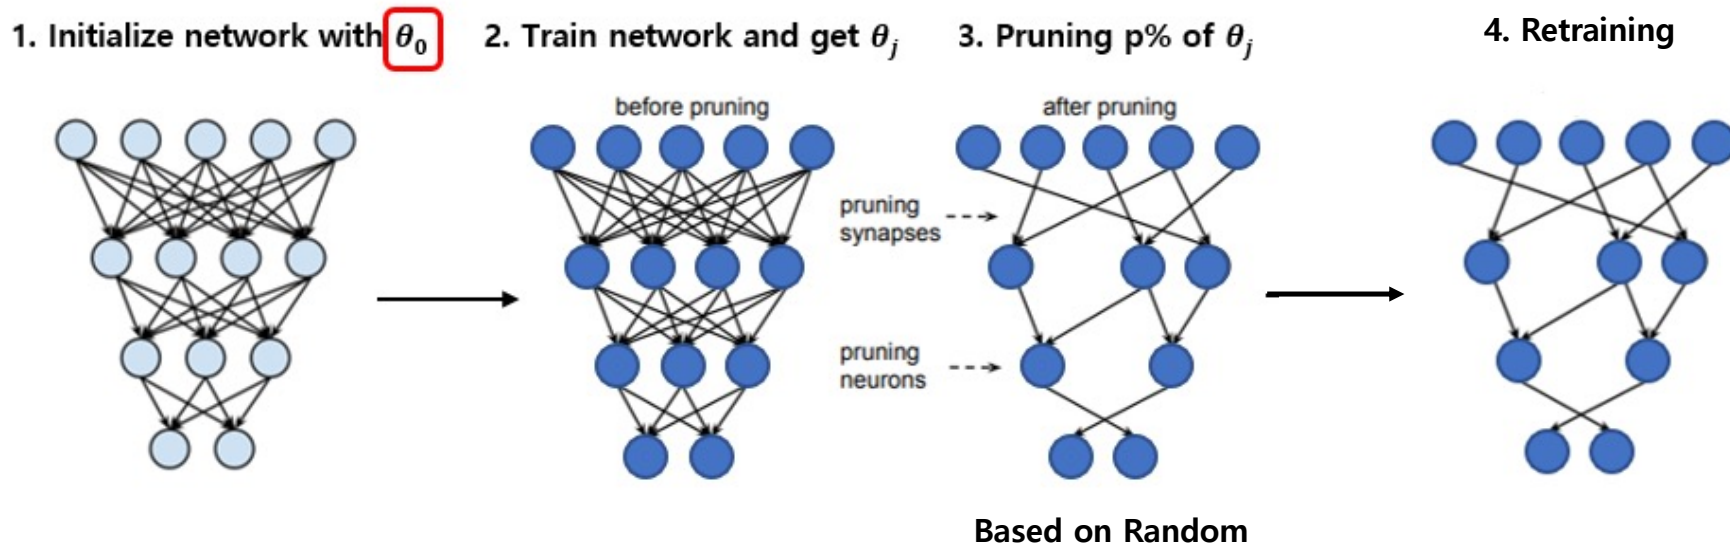 1. Initialize network with θ₀
2. Train network and get θⱼ
3. Pruning p% of θⱼ
4. Retraining
before pruning
after pruning
pruning
synapses
pruning
neurons
Based on Random